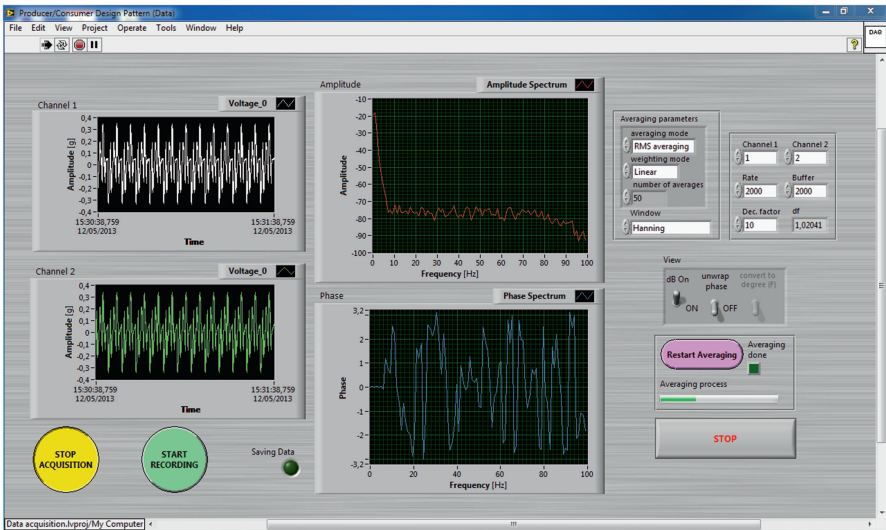 Producer/Consumer Design Pattern (Data)
File Edit View Project Operate Tools Window Help
DAQ
Channel 1
Voltage_0
Amplitude [g]
0,4
0,3
0,2
0,1
0
-0,1
-0,2
-0,3
-0,4
15:30:38,759
12/05/2013
15:31:38,759
12/05/2013
Time
Channel 2
Voltage_0
Amplitude [g]
0,4
0,3
0,2
0,1
0
-0,1
-0,2
-0,3
-0,4
15:30:38,759
12/05/2013
15:31:38,759
12/05/2013
Time
STOP
ACQUISITION
START
RECORDING
Saving Data
Amplitude
Amplitude Spectrum
Amplitude
-10
-20
-30
-40
-50
-60
-70
-80
-90
-100
0 10 20 30 40 50 60 70 80 90 100
Frequency [Hz]
Phase
Phase Spectrum
Phase
3,2
2
1
0
-1
-2
-3,2
0 20 40 60 80 100
Frequency [Hz]
Averaging parameters
averaging mode
RMS averaging
weighting mode
Linear
number of averages
50
Window
Hanning
Channel 1 Channel 2
1 2
Rate Buffer
2000 2000
Dec. factor df
10 1,02041
View
dB On
ON
unwrap
phase
OFF
convert to
degree (F)
Restart Averaging
Averaging
done
Averaging process
STOP
Data acquisition.lvproj/My Computer